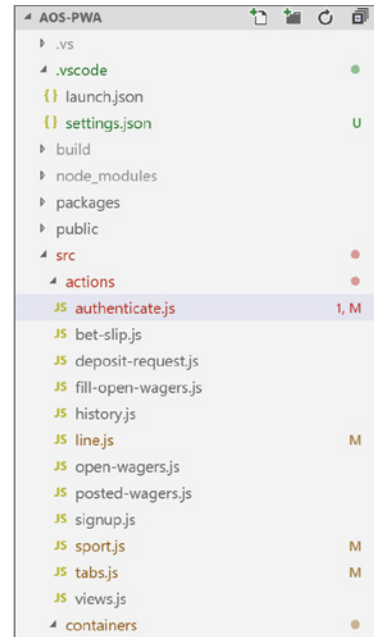 AOS-PWA
.vs
.vscode
{} launch.json
{} settings.json U
build
node_modules
packages
public
src
actions
JS authenticate.js 1, M
JS bet-slip.js
JS deposit-request.js
JS fill-open-wagers.js
JS history.js
JS line.js M
JS open-wagers.js
JS posted-wagers.js
JS signup.js
JS sport.js M
JS tabs.js M
JS views.js
containers